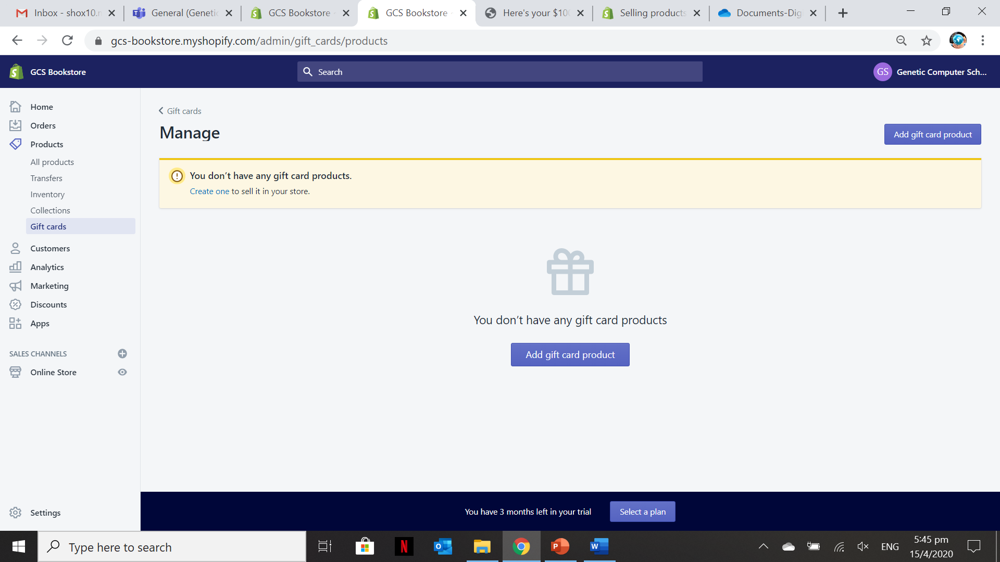 Inbox - shox10.
General (Genetic
GCS Bookstore
GCS Bookstore
Here's your $100
Selling products
Documents-Dig
gcs-bookstore.myshopify.com/admin/gift_cards/products
GCS Bookstore
Search
GS
Genetic Computer Sch...
Home
Orders
Products
All products
Transfers
Inventory
Collections
Gift cards
Customers
Analytics
Marketing
Discounts
Apps
SALES CHANNELS
Online Store
Settings
Gift cards
Manage
Add gift card product
You don’t have any gift card products.
Create one to sell it in your store.
You don’t have any gift card products
Add gift card product
You have 3 months left in your trial
Select a plan
Type here to search
ENG
5:45 pm
15/4/2020